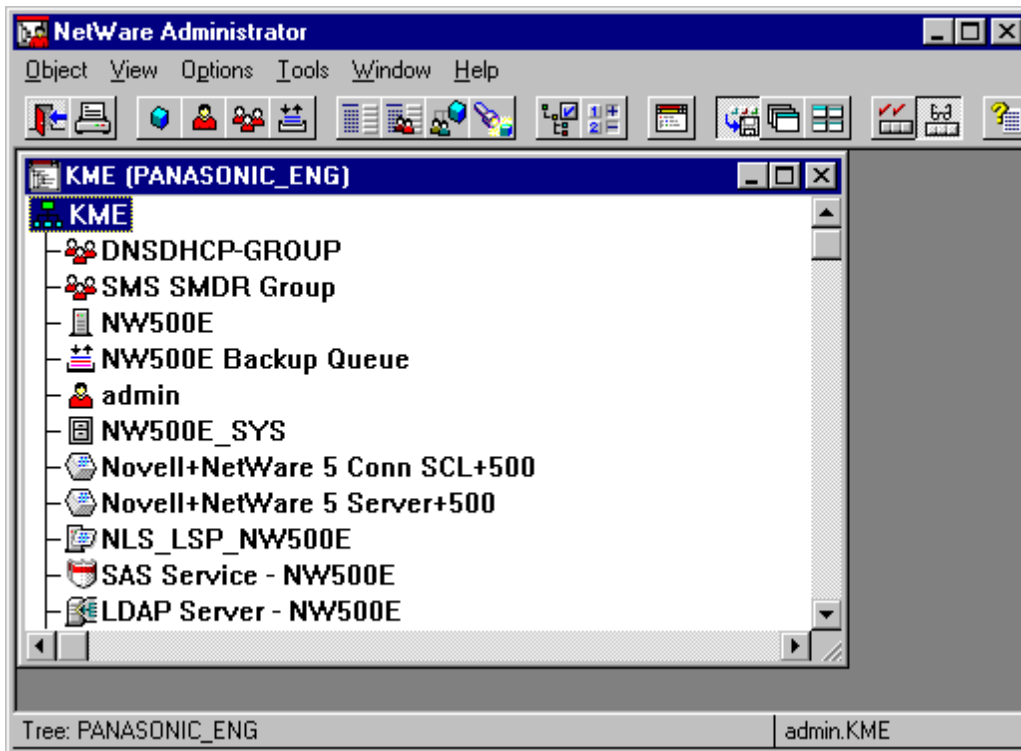 NetWare Administrator
Object View Options Tools Window Help
KME (PANASONIC_ENG)
KME
DNSDHCP-GROUP
SMS SMDR Group
NW500E
NW500E Backup Queue
admin
NW500E_SYS
Novell+NetWare 5 Conn SCL+500
Novell+NetWare 5 Server+500
NLS_LSP_NW500E
SAS Service - NW500E
LDAP Server - NW500E
Tree: PANASONIC_ENG admin.KME